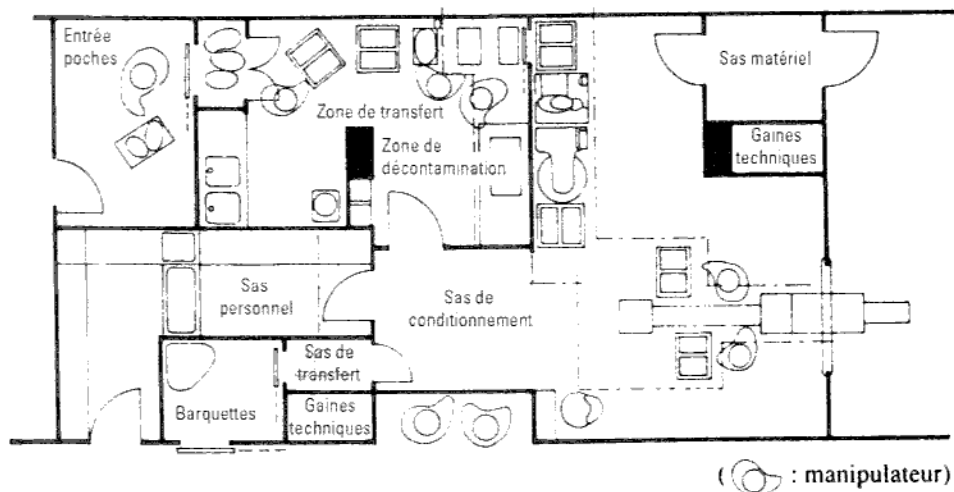 Entrée
poches
Sas matériel
Zone de transfert
Zone de
décontamination
Gaines
techniques
Sas
personnel
Sas de
conditionnement
Sas de
transfert
Barquettes
Gaines
techniques
( : manipulateur)